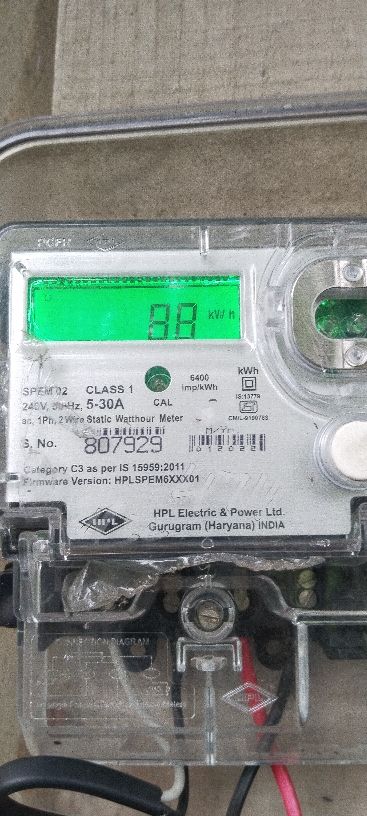 88 kWh
6400 kWh
imp/kWh
SPEM 02 CLASS 1 IS:13779
240V, 50Hz, 5-30A CAL
ac, 1Ph, 2 Wire Static Watthour Meter
S. No. 807929
Category C3 as per IS 15959:2011
Firmware Version: HPLSPEM6XXX01
HPL
HPL Electric & Power Ltd.
Gurugram (Haryana) INDIA
HPL